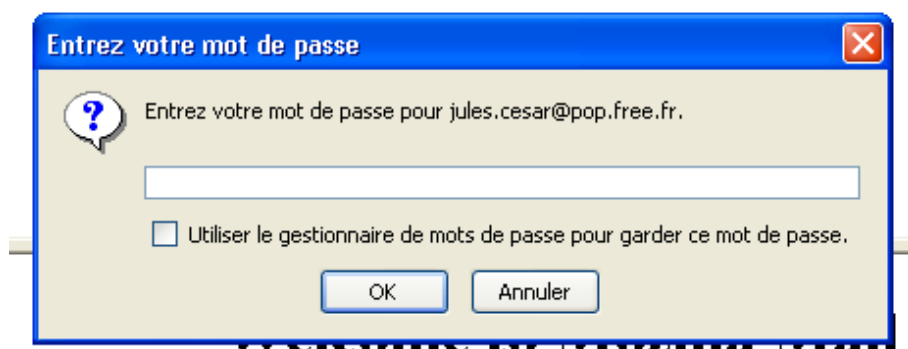 Entrez votre mot de passe
Entrez votre mot de passe pour jules.cesar@pop.free.fr.
Utiliser le gestionnaire de mots de passe pour garder ce mot de passe.
OK
Annuler